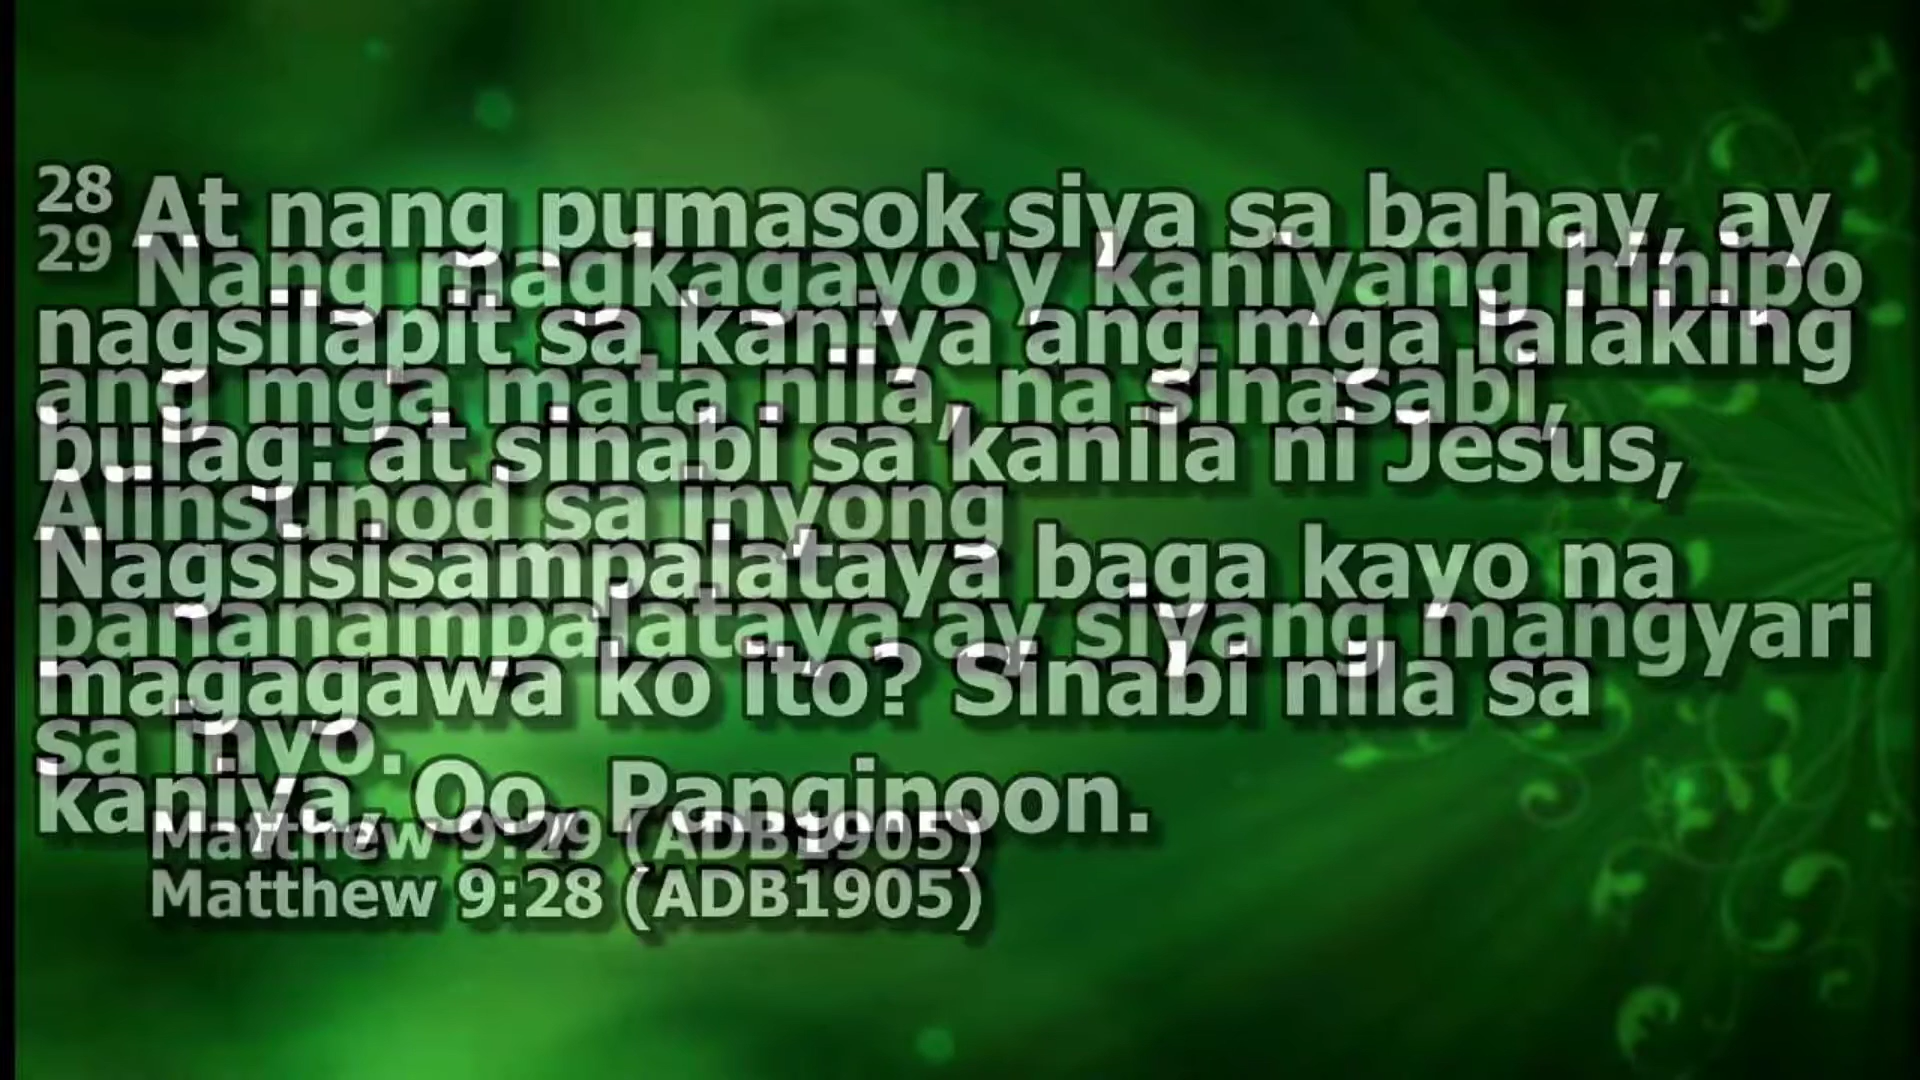 28 At nang pumasok siya sa bahay, ay
nagsilapit sa kaniya ang mga lalaking
bulag: at sinabi sa kanila ni Jesus,
Nagsisisampalataya baga kayo na
magagawa ko ito? Sinabi nila sa
kaniya, Oo, Panginoon.
Matthew 9:28 (ADB1905)
29 Nang magkagayo'y kaniyang hinipo
ang mga mata nila, na sinasabi,
Alinsunod sa inyong
pananampalataya ay siyang mangyari
sa inyo.
Matthew 9:29 (ADB1905)